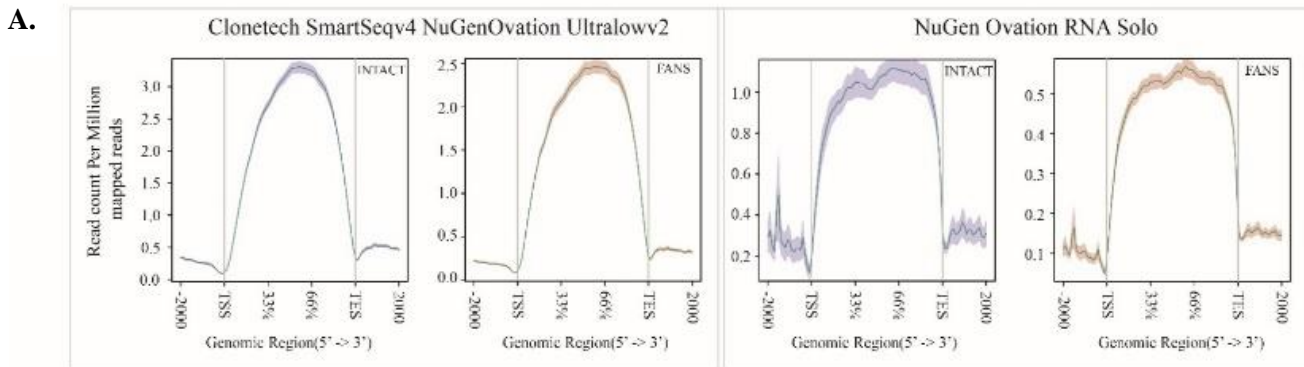 A.
Clonetech SmartSeqv4 NuGenOvation Ultralowv2
NuGen Ovation RNA Solo
Read count Per Million
mapped reads
INTACT
3.0
2.5
2.0
1.5
1.0
0.5
0.0
-2000
TSS
33%
66%
TES
2000
Genomic Region(5' -> 3')
FANS
2.5
2.0
1.5
1.0
0.5
0.0
-2000
TSS
33%
66%
TES
2000
Genomic Region(5' -> 3')
INTACT
1.0
0.8
0.6
0.4
0.2
-2000
TSS
33%
66%
TES
2000
Genomic Region(5' -> 3')
FANS
0.5
0.4
0.3
0.2
0.1
-2000
TSS
33%
66%
TES
2000
Genomic Region(5' -> 3')